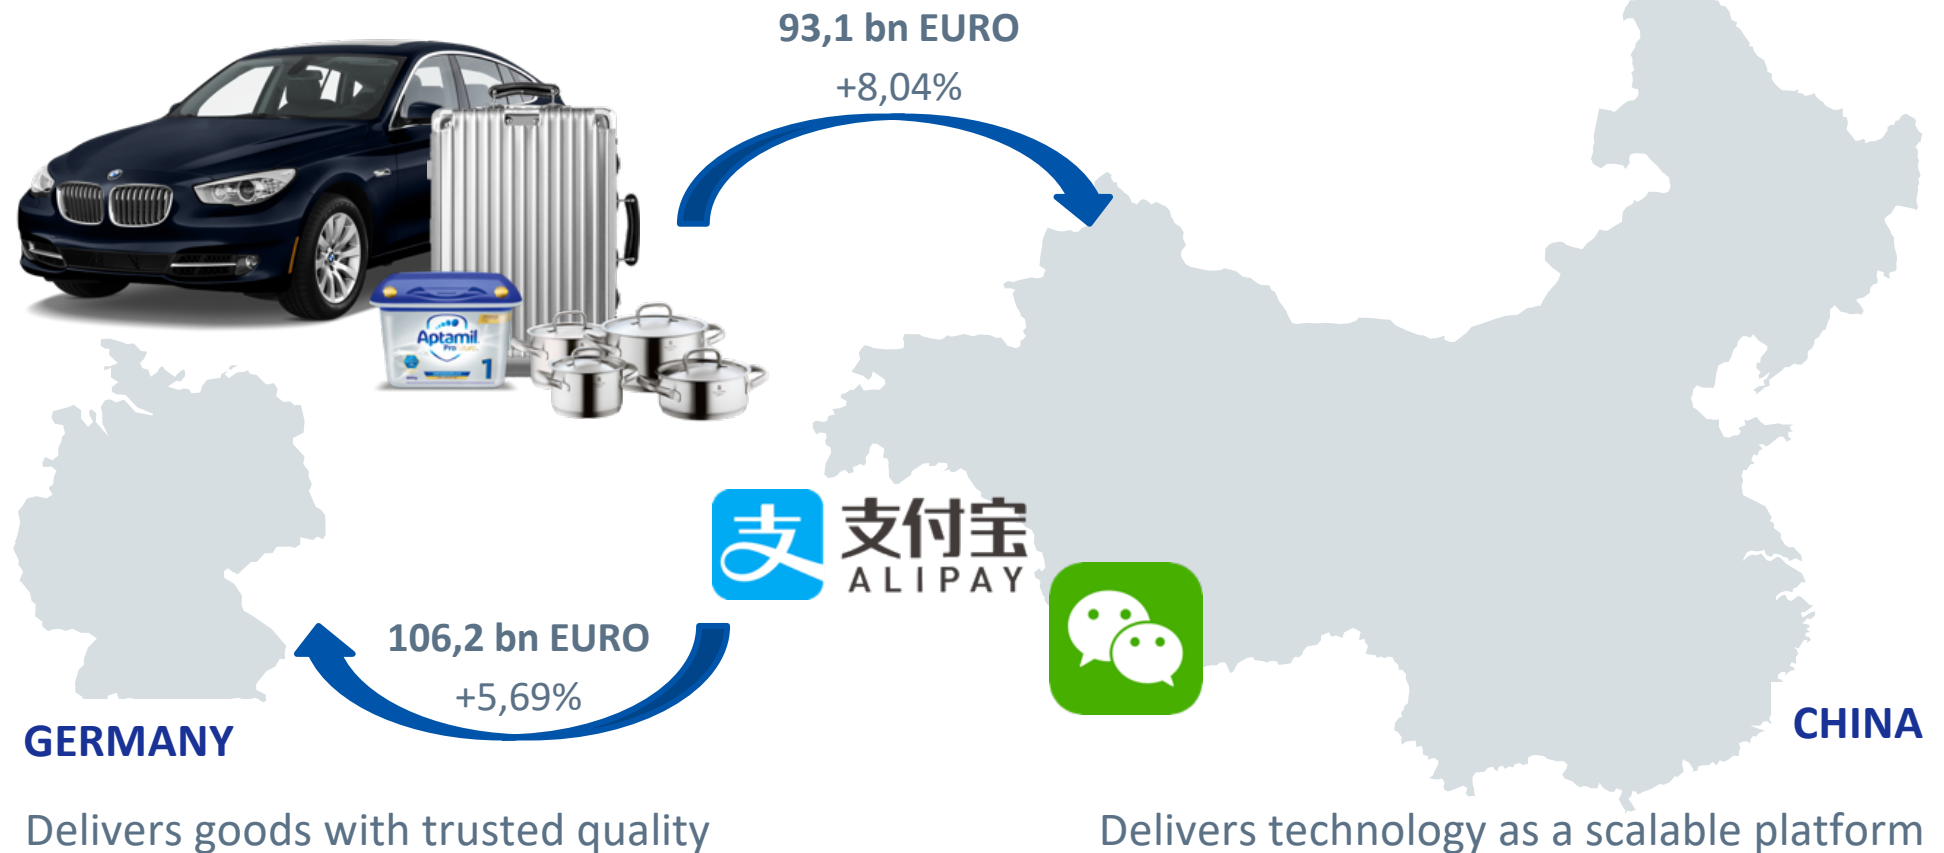 93,1 bn EURO
+8,04%
Aptamil
Pro
1
支付宝
ALIPAY
106,2 bn EURO
+5,69%
GERMANY
CHINA
Delivers goods with trusted quality
Delivers technology as a scalable platform